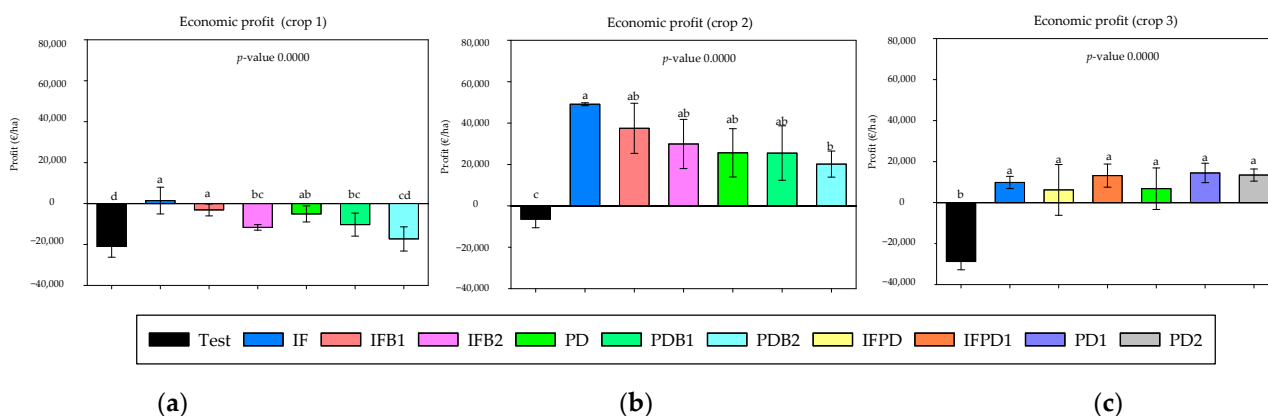 Economic profit (crop 1)
80,000
60,000
40,000
20,000
0
−20,000
−40,000
Profit (€/ha)
p-value 0.0000
d
a
a
bc
ab
bc
cd
Economic profit (crop 2)
80,000
60,000
40,000
20,000
0
−20,000
−40,000
Profit (€/ha)
p-value 0.0000
c
a
ab
ab
ab
ab
b
Economic profit (crop 3)
80,000
60,000
40,000
20,000
0
−20,000
−40,000
Profit (€/ha)
p-value 0.0000
b
a
a
a
a
a
a
Test IF IFB1 IFB2 PD PDB1 PDB2 IFPD IFPD1 PD1 PD2
(a) (b) (c)